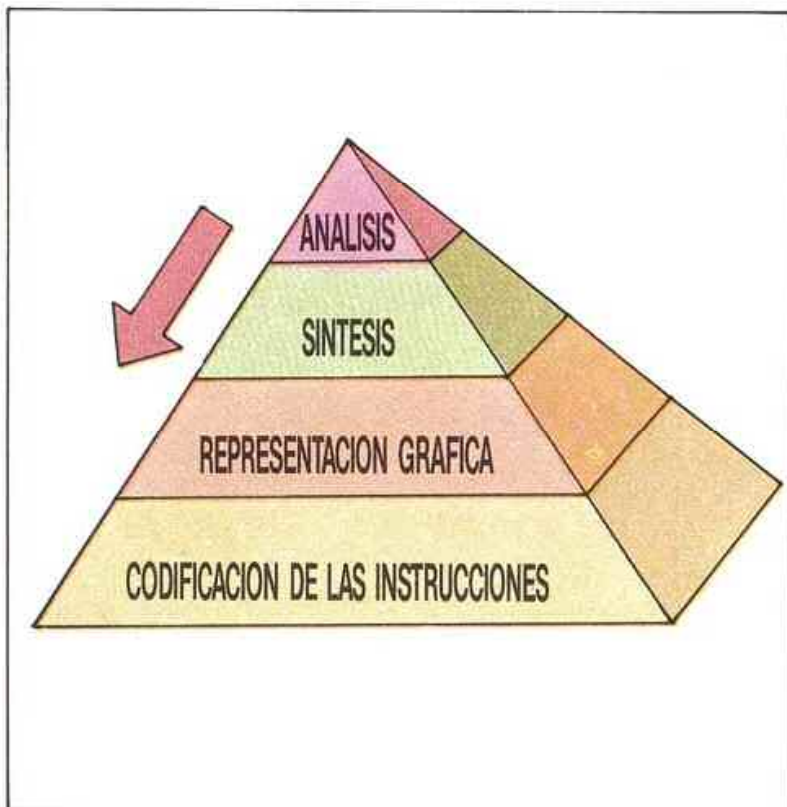 ANALISIS
SINTESIS
REPRESENTACION GRAFICA
CODIFICACION DE LAS INSTRUCCIONES